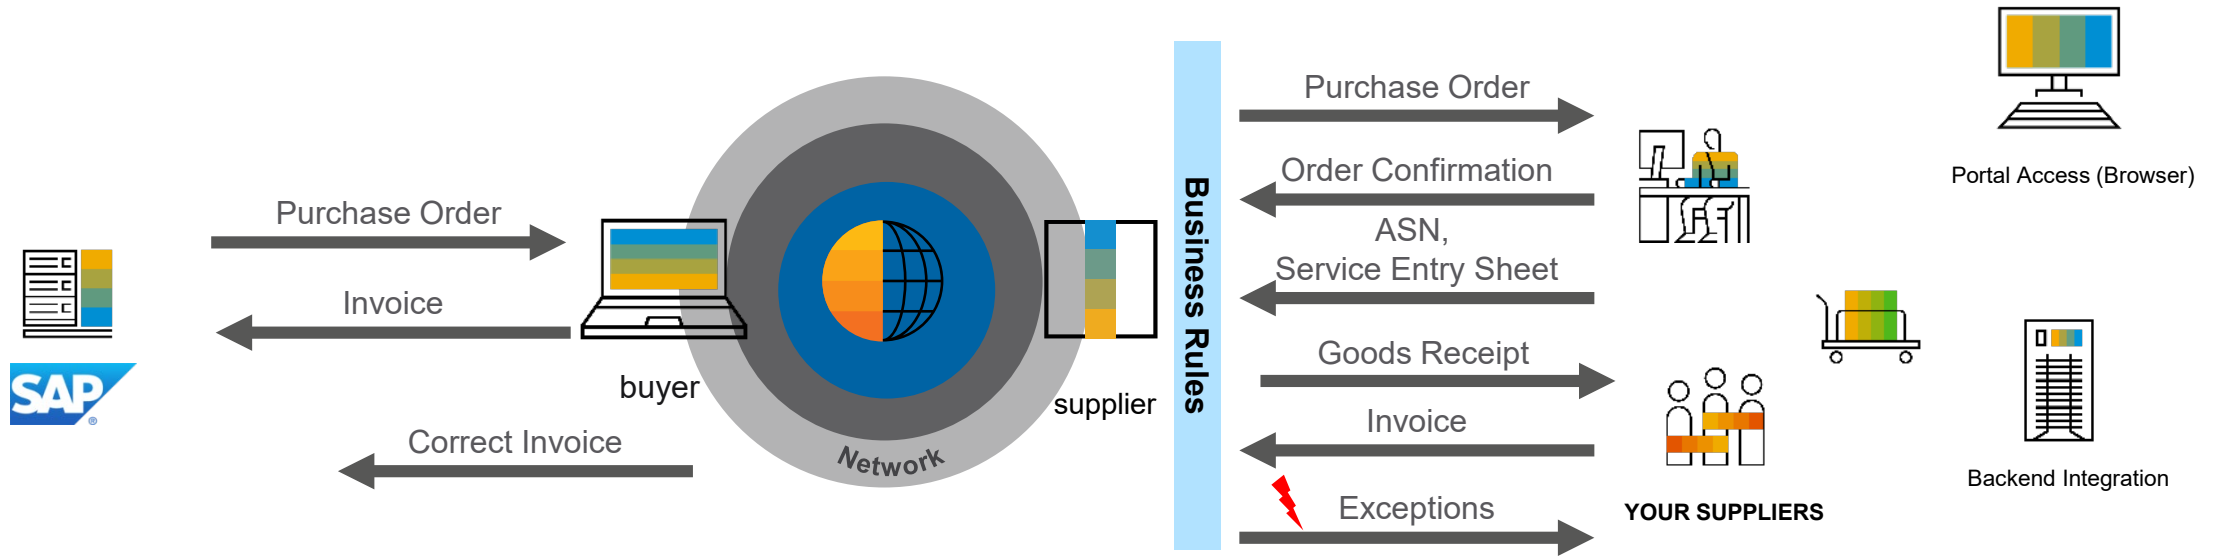 Purchase Order
Invoice
SAP®
Correct Invoice
buyer
Network
supplier
Business Rules
Purchase Order
Order Confirmation
ASN,
Service Entry Sheet
Goods Receipt
Invoice
Exceptions
YOUR SUPPLIERS
Portal Access (Browser)
Backend Integration